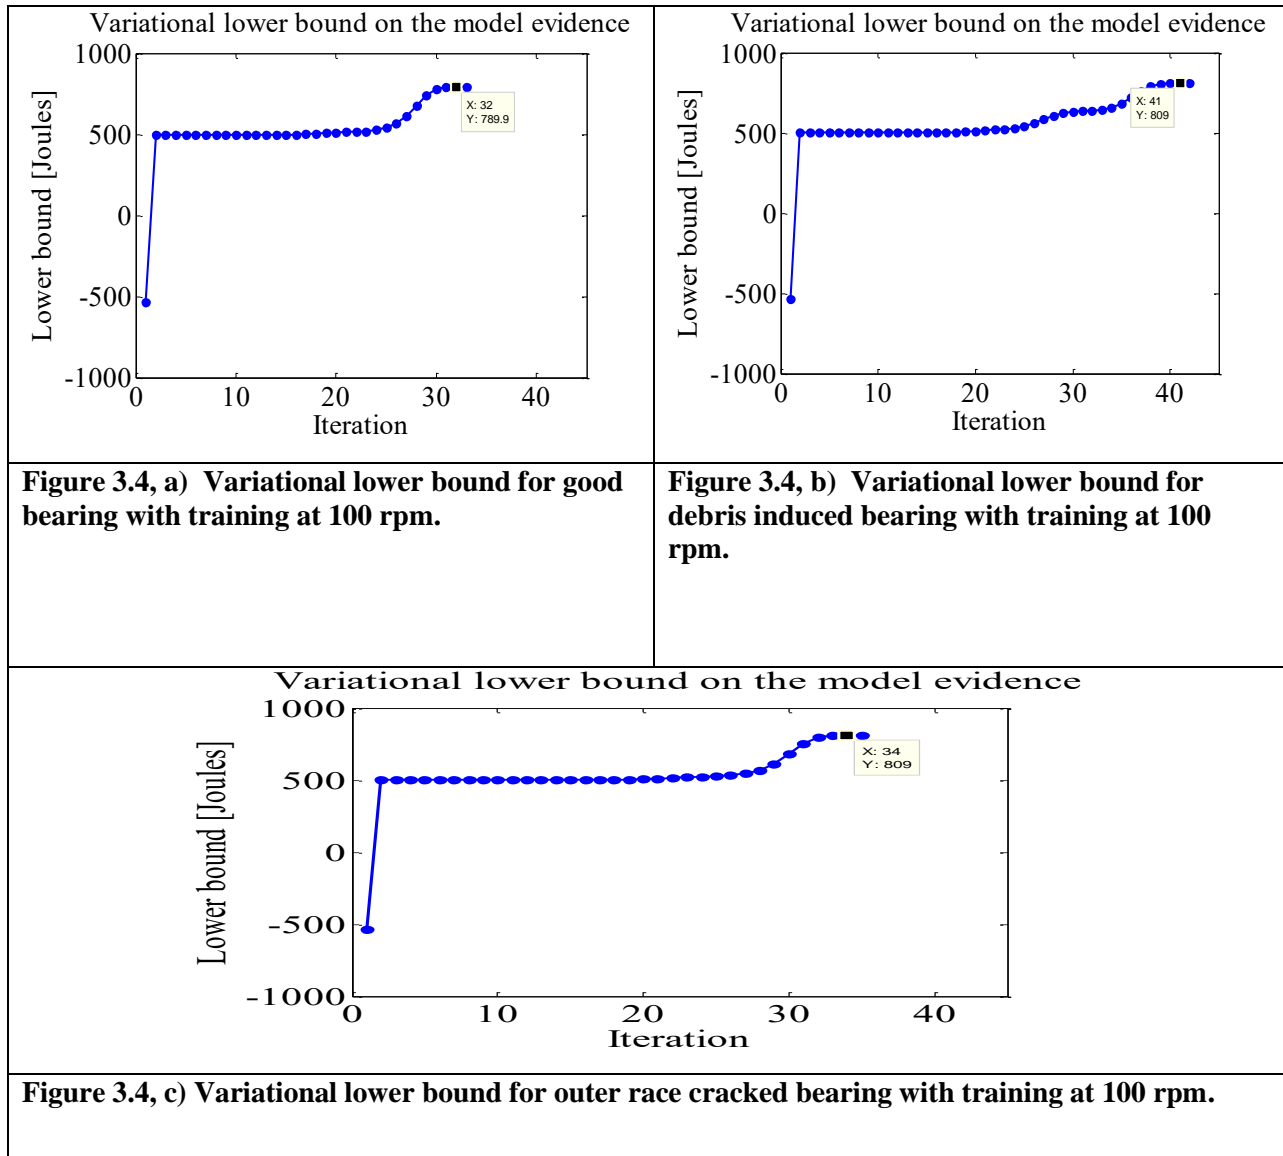 Variational lower bound on the model evidence
1000
500
0
-500
-1000
Lower bound [Joules]
X: 32
Y: 789.9
0 10 20 30 40
Iteration
Figure 3.4, a) Variational lower bound for good
bearing with training at 100 rpm.
Variational lower bound on the model evidence
1000
500
0
-500
-1000
Lower bound [Joules]
X: 41
Y: 809
0 10 20 30 40
Iteration
Figure 3.4, b) Variational lower bound for
debris induced bearing with training at 100
rpm.
Variational lower bound on the model evidence
1000
500
0
-500
-1000
Lower bound [Joules]
X: 34
Y: 809
0 10 20 30 40
Iteration
Figure 3.4, c) Variational lower bound for outer race cracked bearing with training at 100 rpm.